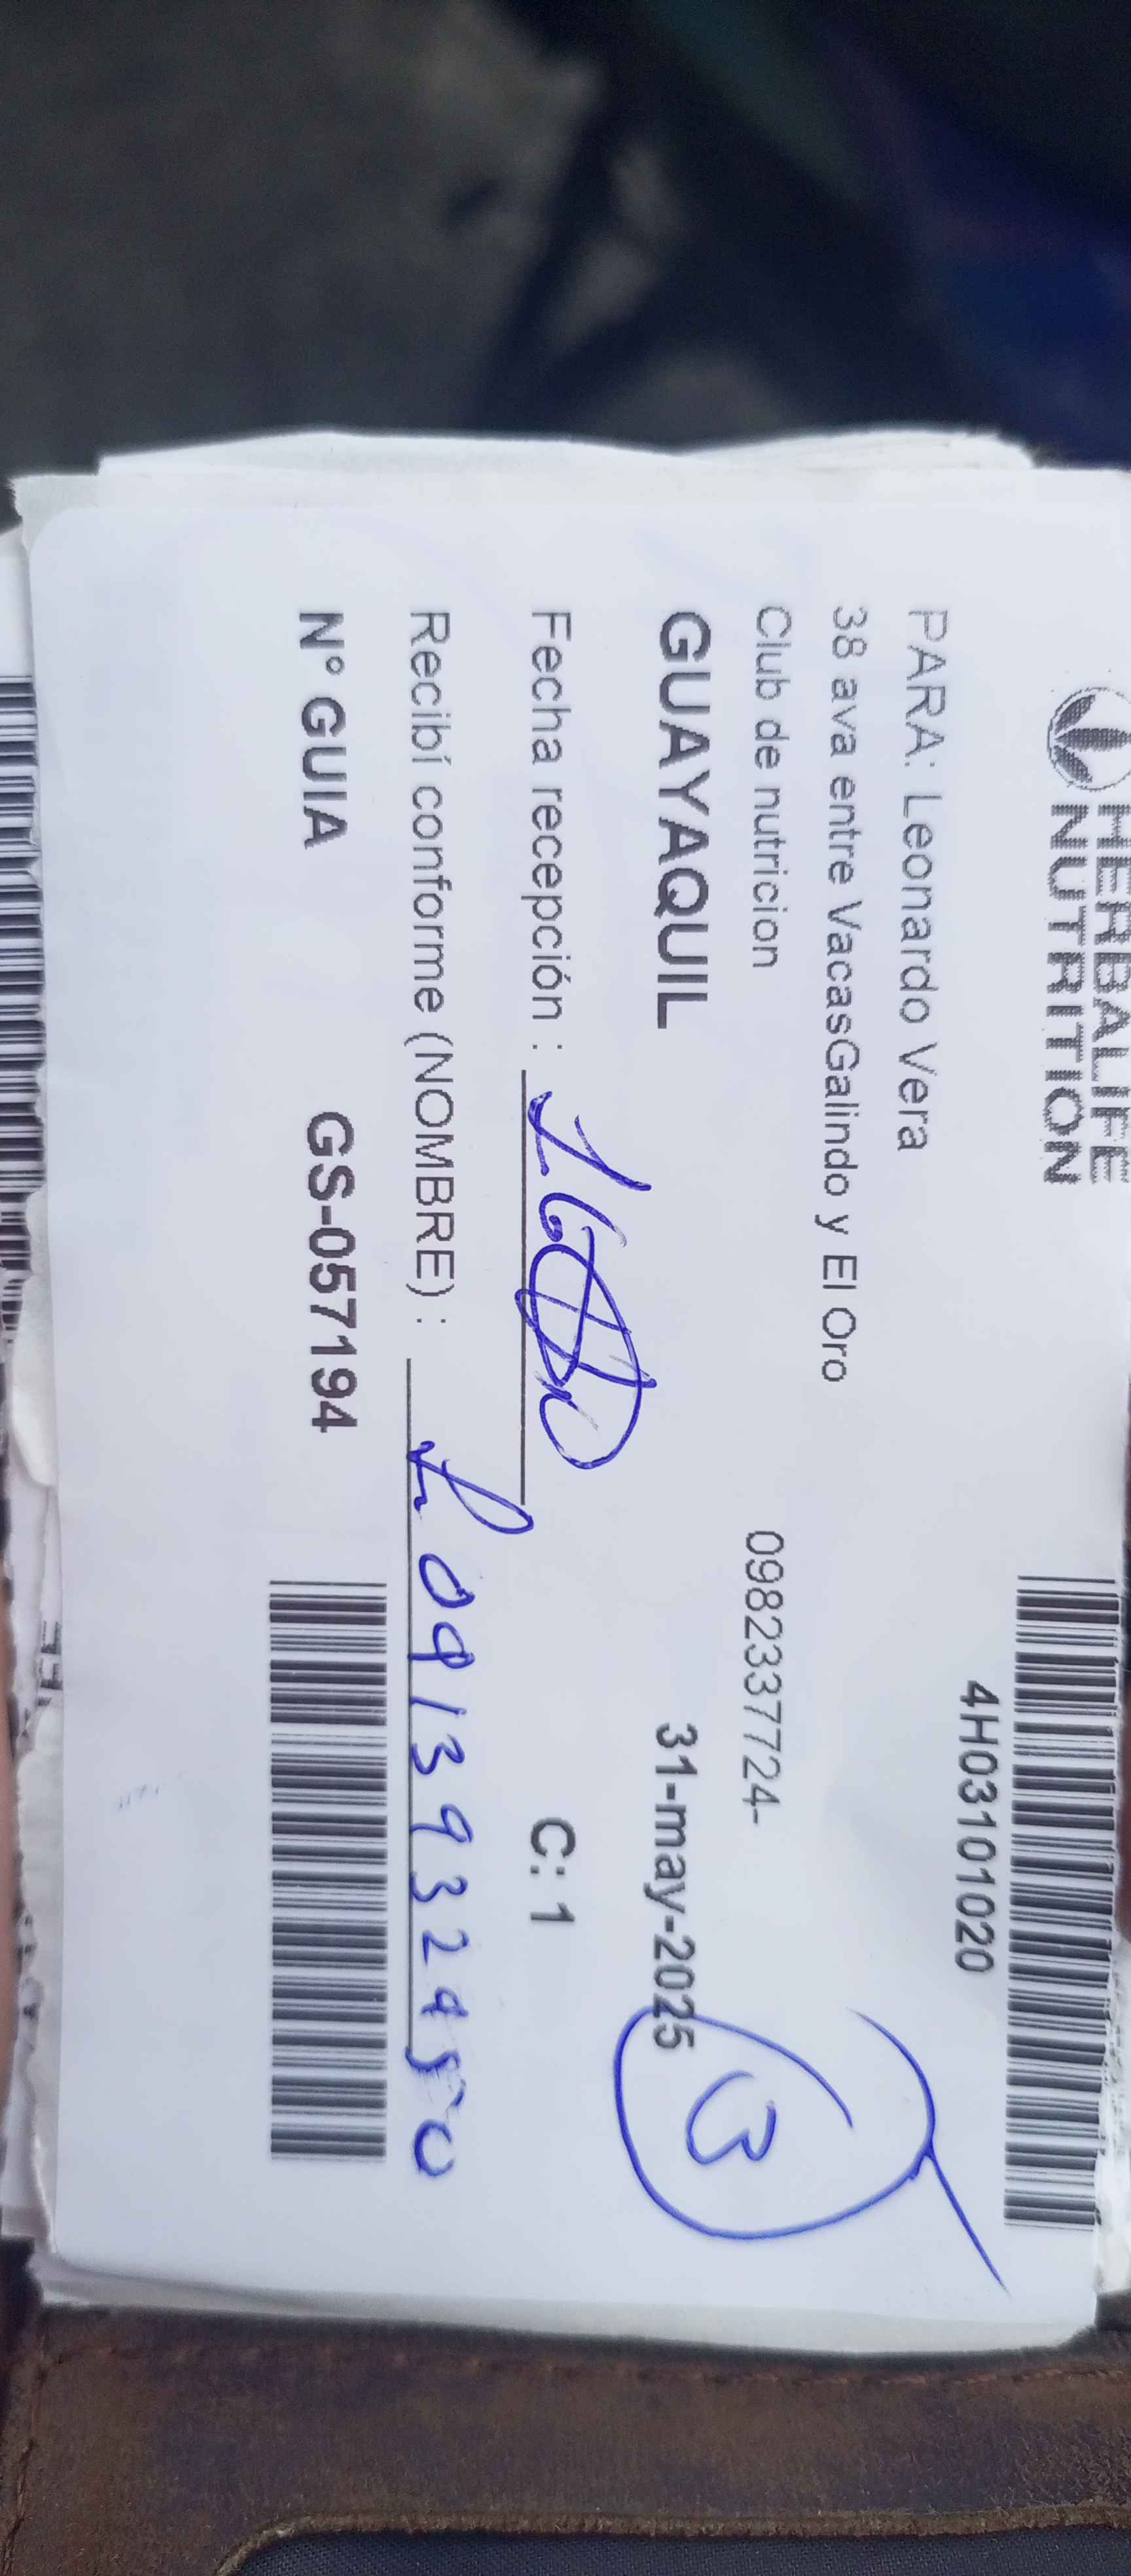 HERBALIFE
NUTRITION
4H03101020
PARA: Leonardo Vera
38 ava entre VacasGalindo y El Oro
Club de nutricion 0982337724-
GUAYAQUIL 31-may-2025
3
Fecha recepción : C: 1
Recibí conforme (NOMBRE) : 0913932450
N° GUIA GS-057194